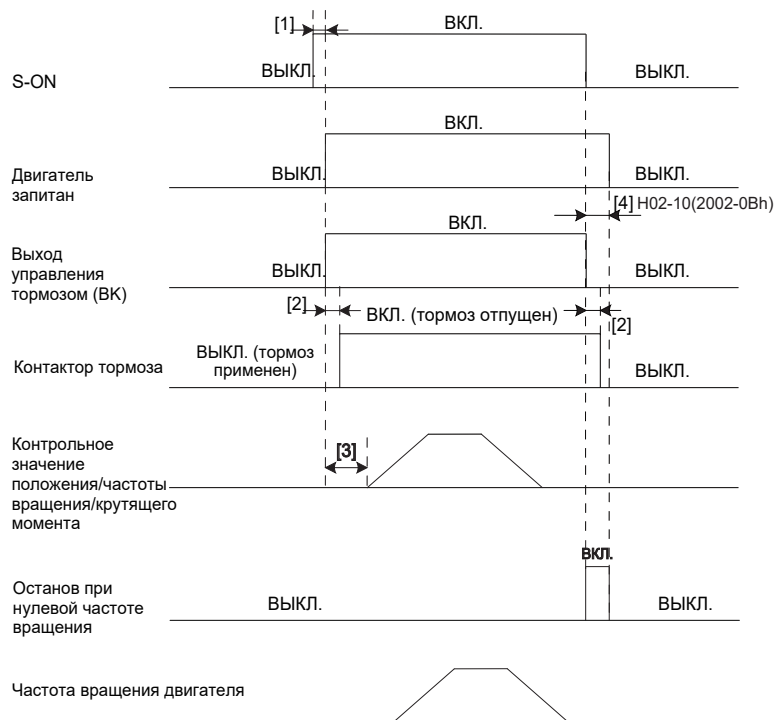 [1]
ВКЛ.
S-ON
ВЫКЛ.
ВЫКЛ.
ВКЛ.
Двигатель
запитан
ВЫКЛ.
ВЫКЛ.
[4] H02-10(2002-0Bh)
ВКЛ.
Выход
управления
тормозом (BK)
ВЫКЛ.
ВЫКЛ.
[2]
ВКЛ. (тормоз отпущен)
[2]
Контактор тормоза
ВЫКЛ. (тормоз
применен)
ВЫКЛ.
Контрольное
значение
положения/частоты
вращения/крутящего
момента
[3]
ВКЛ.
Останов при
нулевой частоте
вращения
ВЫКЛ.
ВЫКЛ.
Частота вращения двигателя